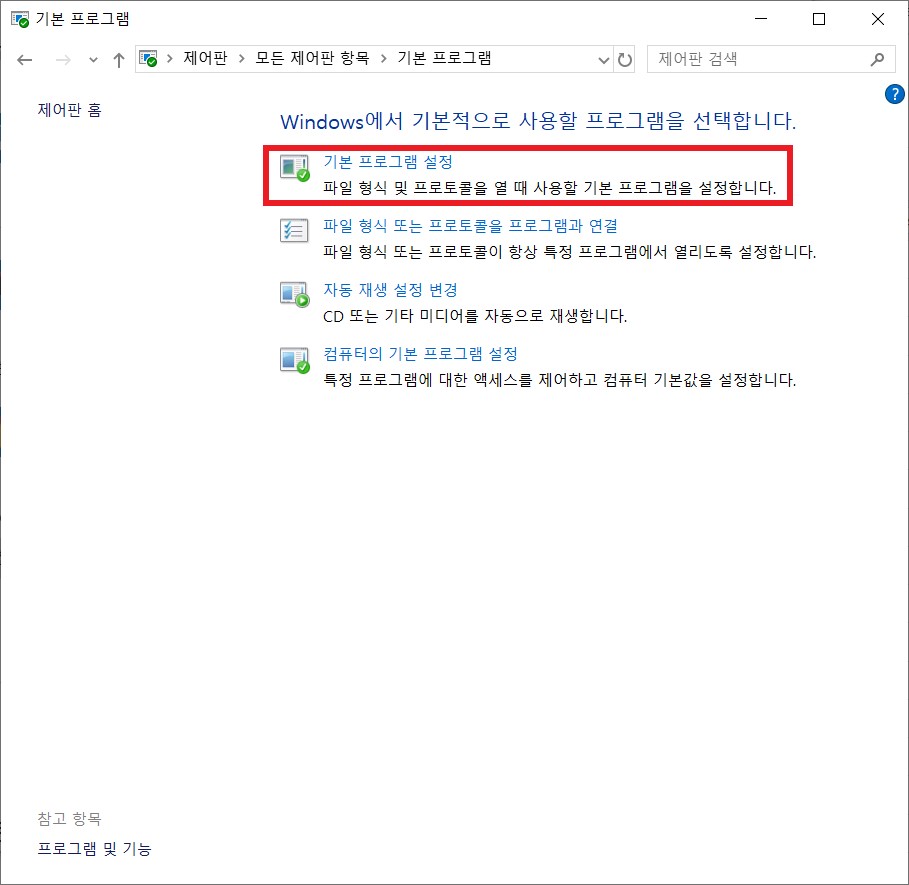 기본 프로그램
제어판 › 모든 제어판 항목 › 기본 프로그램
제어판 검색
?
제어판 홈
Windows에서 기본적으로 사용할 프로그램을 선택합니다.
기본 프로그램 설정
파일 형식 및 프로토콜을 열 때 사용할 기본 프로그램을 설정합니다.
파일 형식 또는 프로토콜을 프로그램과 연결
파일 형식 또는 프로토콜이 항상 특정 프로그램에서 열리도록 설정합니다.
자동 재생 설정 변경
CD 또는 기타 미디어를 자동으로 재생합니다.
컴퓨터의 기본 프로그램 설정
특정 프로그램에 대한 액세스를 제어하고 컴퓨터 기본값을 설정합니다.
참고 항목
프로그램 및 기능